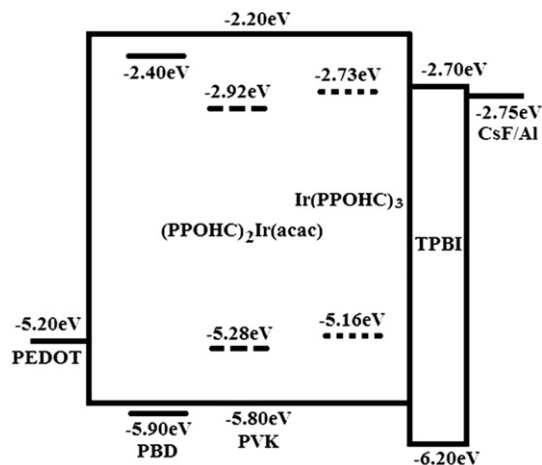 -2.20eV
-2.40eV
-2.92eV
-2.73eV
-2.70eV
-2.75eV
CsF/Al
Ir(PPOHC)₃
(PPOHC)₂Ir(acac)
TPBI
-5.20eV
PEDOT
-5.28eV
-5.16eV
-5.90eV
PBD
-5.80eV
PVK
-6.20eV